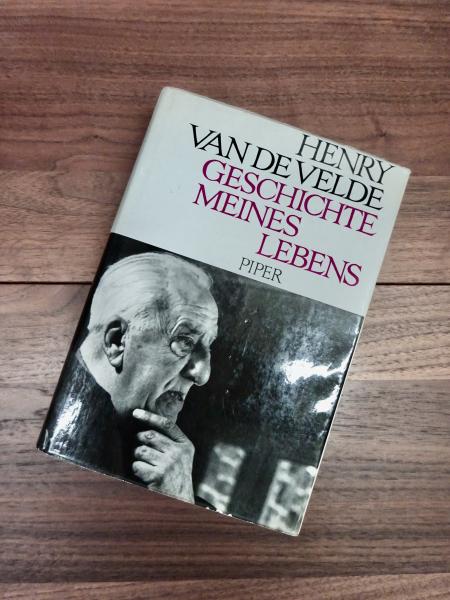 HENRY
VAN DE VELDE
GESCHICHTE
MEINES
LEBENS
PIPER